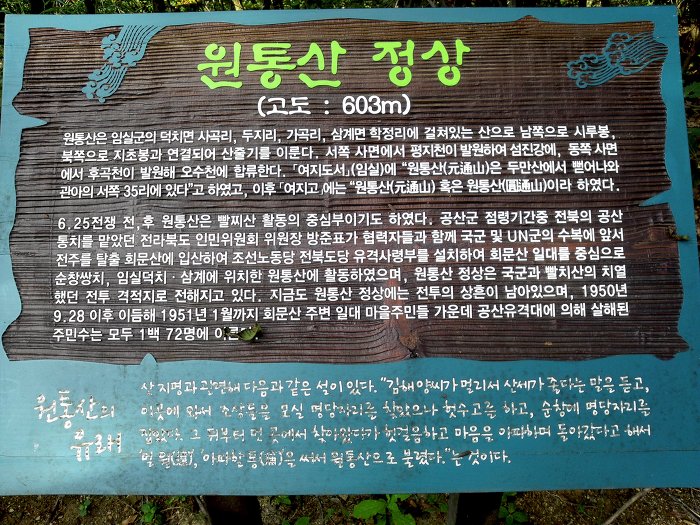 원통산 정상
(고도 : 603m)
원통산은 임실군의 덕치면 사곡리, 두지리, 가곡리, 삼계면 학정리에 걸쳐있는 산으로 남쪽으로 시루봉,
북쪽으로 지초봉과 연결되어 산줄기를 이룬다. 서쪽 사면에서 평지천이 발원하여 섬진강에, 동쪽 사면
에서 후곡천이 발원해 오수천에 합류한다. 「여지도서」(임실)에 "원통산(元通山)은 두만산에서 뻗어나와
관아의 서쪽 35리에 있다"고 하였고, 이후 「여지고」에는 "원통산(元通山) 혹은 원통산(圓通山)이라 하였다.
6.25전쟁 전,후 원통산은 빨찌산 활동의 중심부이기도 하였다. 공산군 점령기간중 전북의 공산
통치를 맡았던 전라북도 인민위원회 위원장 방준표가 협력자들과 함께 국군 및 UN군의 수복에 앞서
전주를 탈출 회문산에 입산하여 조선노동당 전북도당 유격사령부를 설치하여 회문산 일대를 중심으로
순창쌍치, 임실덕치·삼계에 위치한 원통산에 활동하였으며, 원통산 정상은 국군과 빨치산의 치열
했던 전투 격적지로 전해지고 있다. 지금도 원통산 정상에는 전투의 상흔이 남아있으며, 1950년
9.28 이후 이듬해 1951년 1월까지 회문산 주변 일대 마을주민들 가운데 공산유격대에 의해 살해된
주민수는 모두 1백 72명에
원통산의
유래
산 지명과 관련해 다음과 같은 설이 있다. "김해 양씨가 멀리서 산세가 좋다는 말을 듣고,
이곳에 와서 조상들을 모실 명당자리를 찾았으나 헛수고를 하고, 순창에 명당자리를
잡았다. 그 뒤부터 먼 곳에서 찾아왔다가 헛걸음하고 마음을 아파하며 돌아갔다고 해서
'멀 원(遠)', '아파할 통(痛)'을 써서 원통산으로 불렸다."는 것이다.